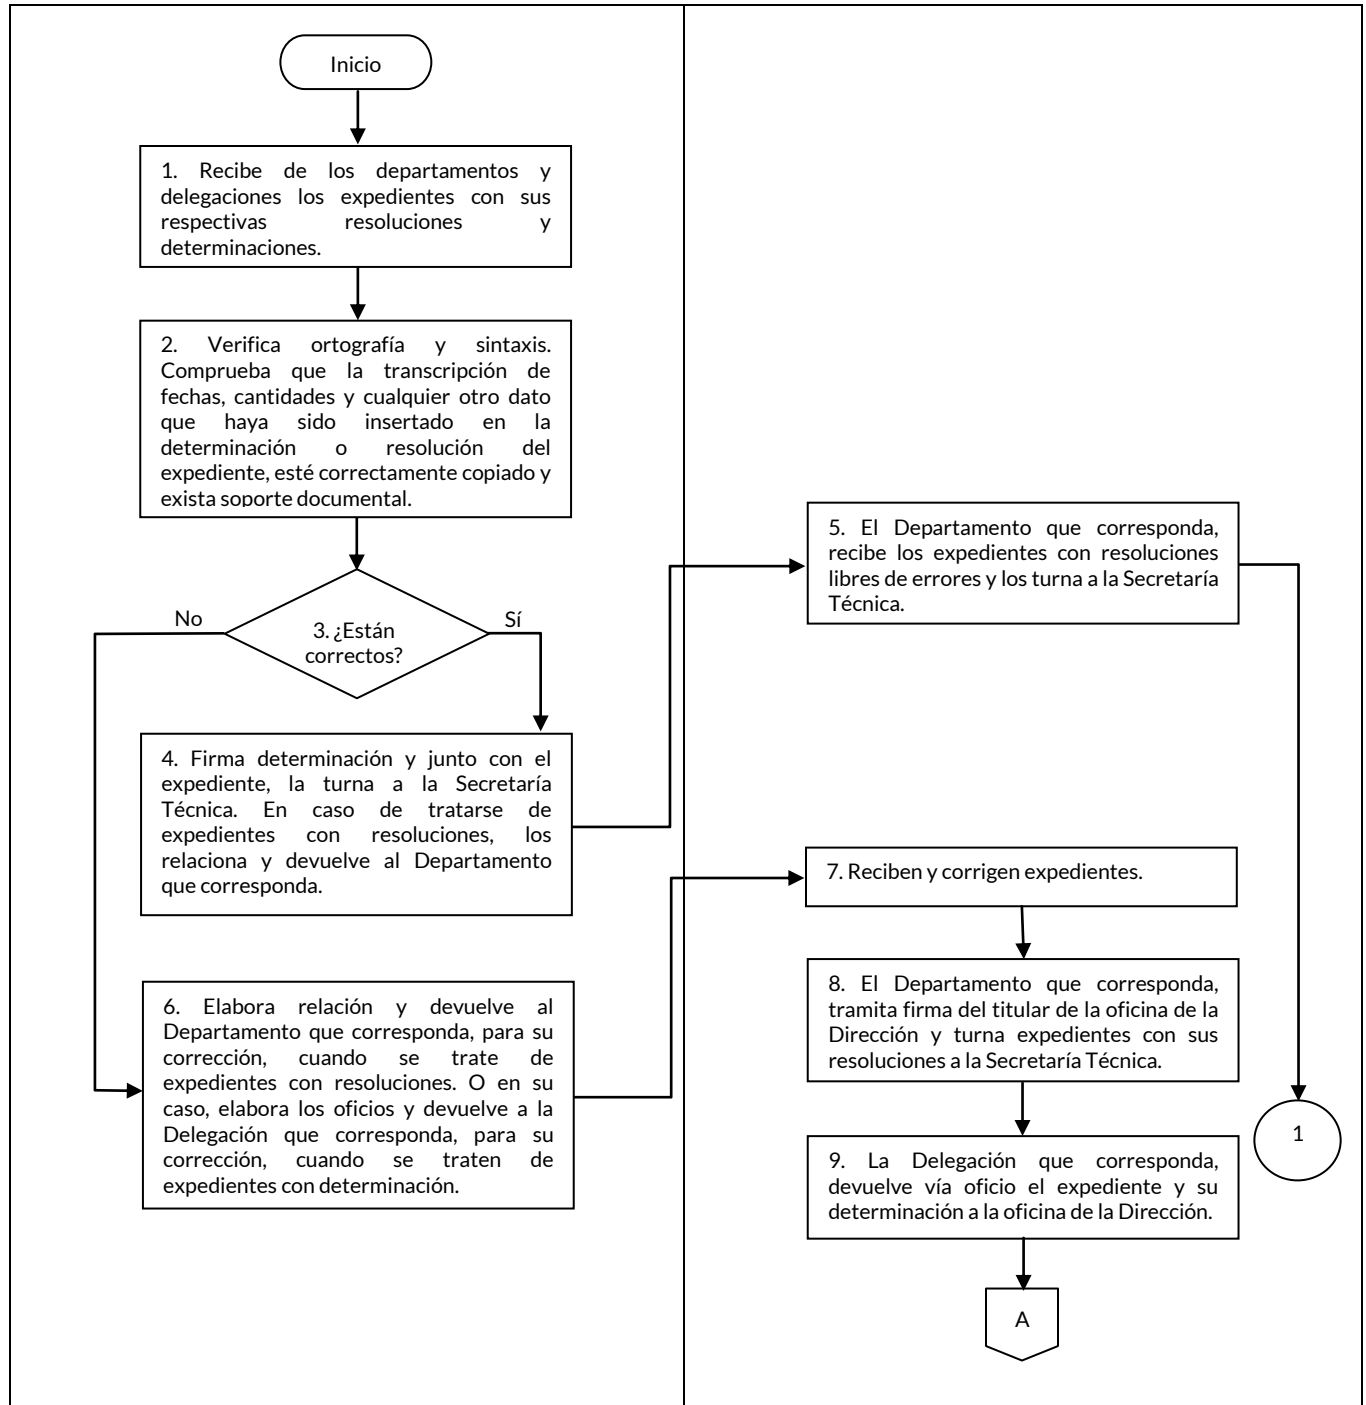 Inicio
1. Recibe de los departamentos y
delegaciones los expedientes con sus
respectivas resoluciones y
determinaciones.
2. Verifica ortografía y sintaxis.
Comprueba que la transcripción de
fechas, cantidades y cualquier otro dato
que haya sido insertado en la
determinación o resolución del
expediente, esté correctamente copiado y
exista soporte documental.
No
3. ¿Están
correctos?
Sí
4. Firma determinación y junto con el
expediente, la turna a la Secretaría
Técnica. En caso de tratarse de
expedientes con resoluciones, los
relaciona y devuelve al Departamento
que corresponda.
5. El Departamento que corresponda,
recibe los expedientes con resoluciones
libres de errores y los turna a la Secretaría
Técnica.
6. Elabora relación y devuelve al
Departamento que corresponda, para su
corrección, cuando se trate de
expedientes con resoluciones. O en su
caso, elabora los oficios y devuelve a la
Delegación que corresponda, para su
corrección, cuando se traten de
expedientes con determinación.
7. Reciben y corrigen expedientes.
8. El Departamento que corresponda,
tramita firma del titular de la oficina de la
Dirección y turna expedientes con sus
resoluciones a la Secretaría Técnica.
9. La Delegación que corresponda,
devuelve vía oficio el expediente y su
determinación a la oficina de la Dirección.
1
A